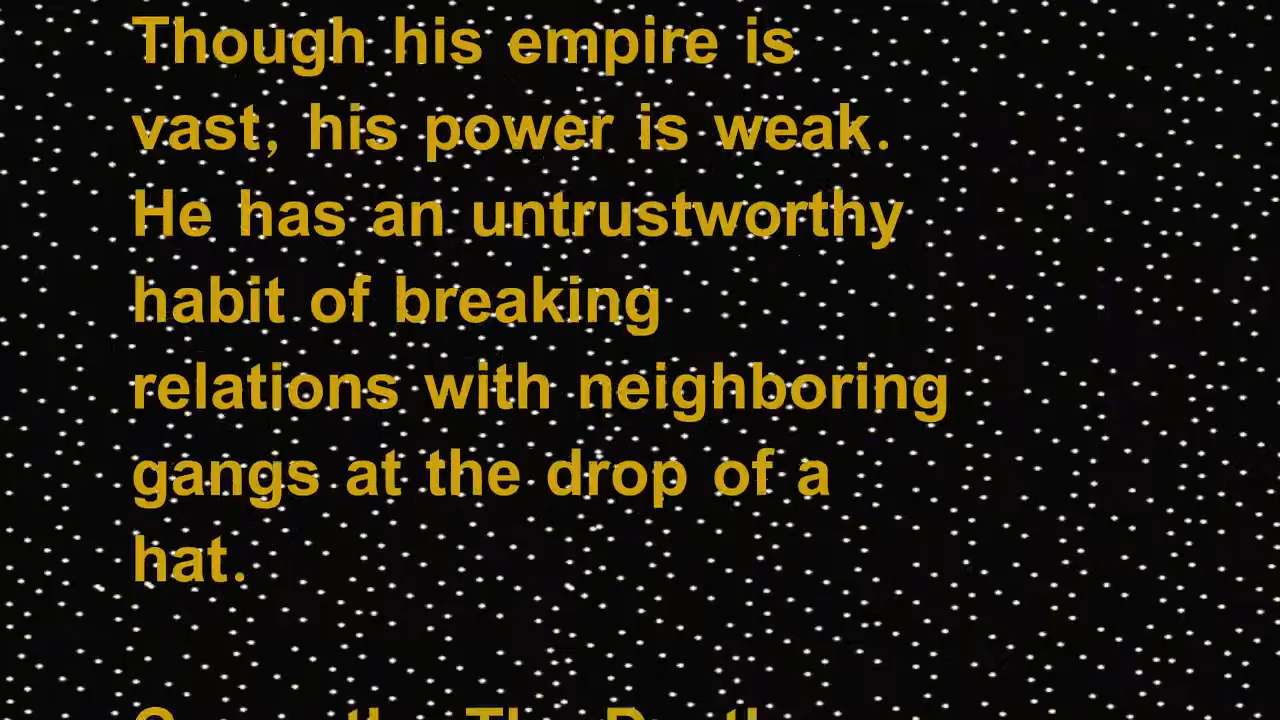 Though his empire is
vast, his power is weak.
He has an untrustworthy
habit of breaking
relations with neighboring
gangs at the drop of a
hat.